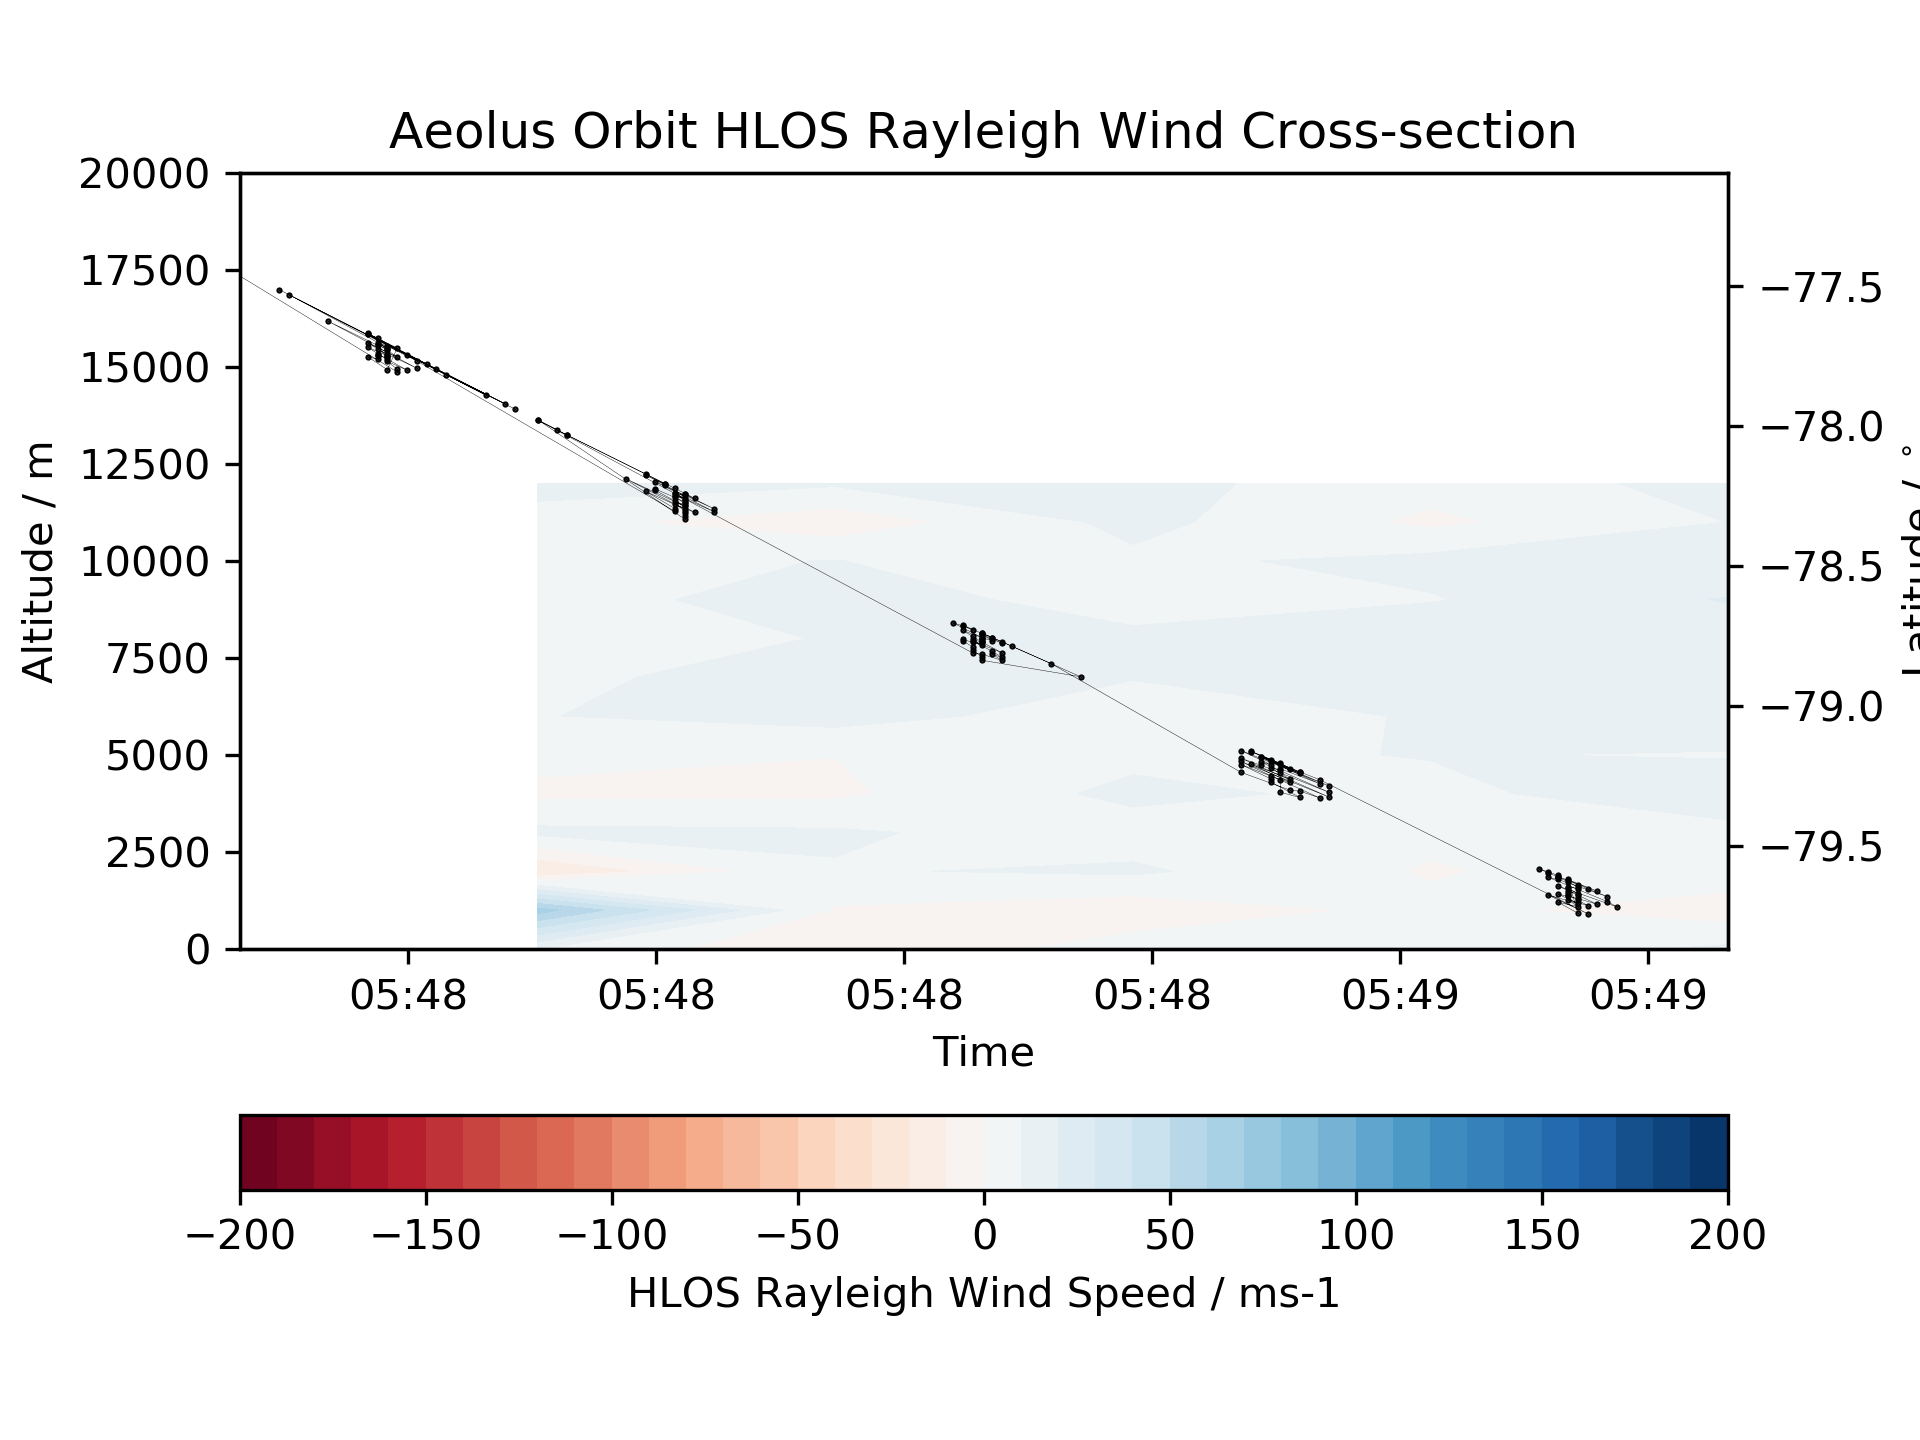 Aeolus Orbit HLOS Rayleigh Wind Cross-section
20000
17500
15000
12500
10000
7500
5000
2500
0
Altitude / m
−77.5
−78.0
−78.5
−79.0
−79.5
Latitude / °
05:48 05:48 05:48 05:48 05:49 05:49
Time
−200 −150 −100 −50 0 50 100 150 200
HLOS Rayleigh Wind Speed / ms-1